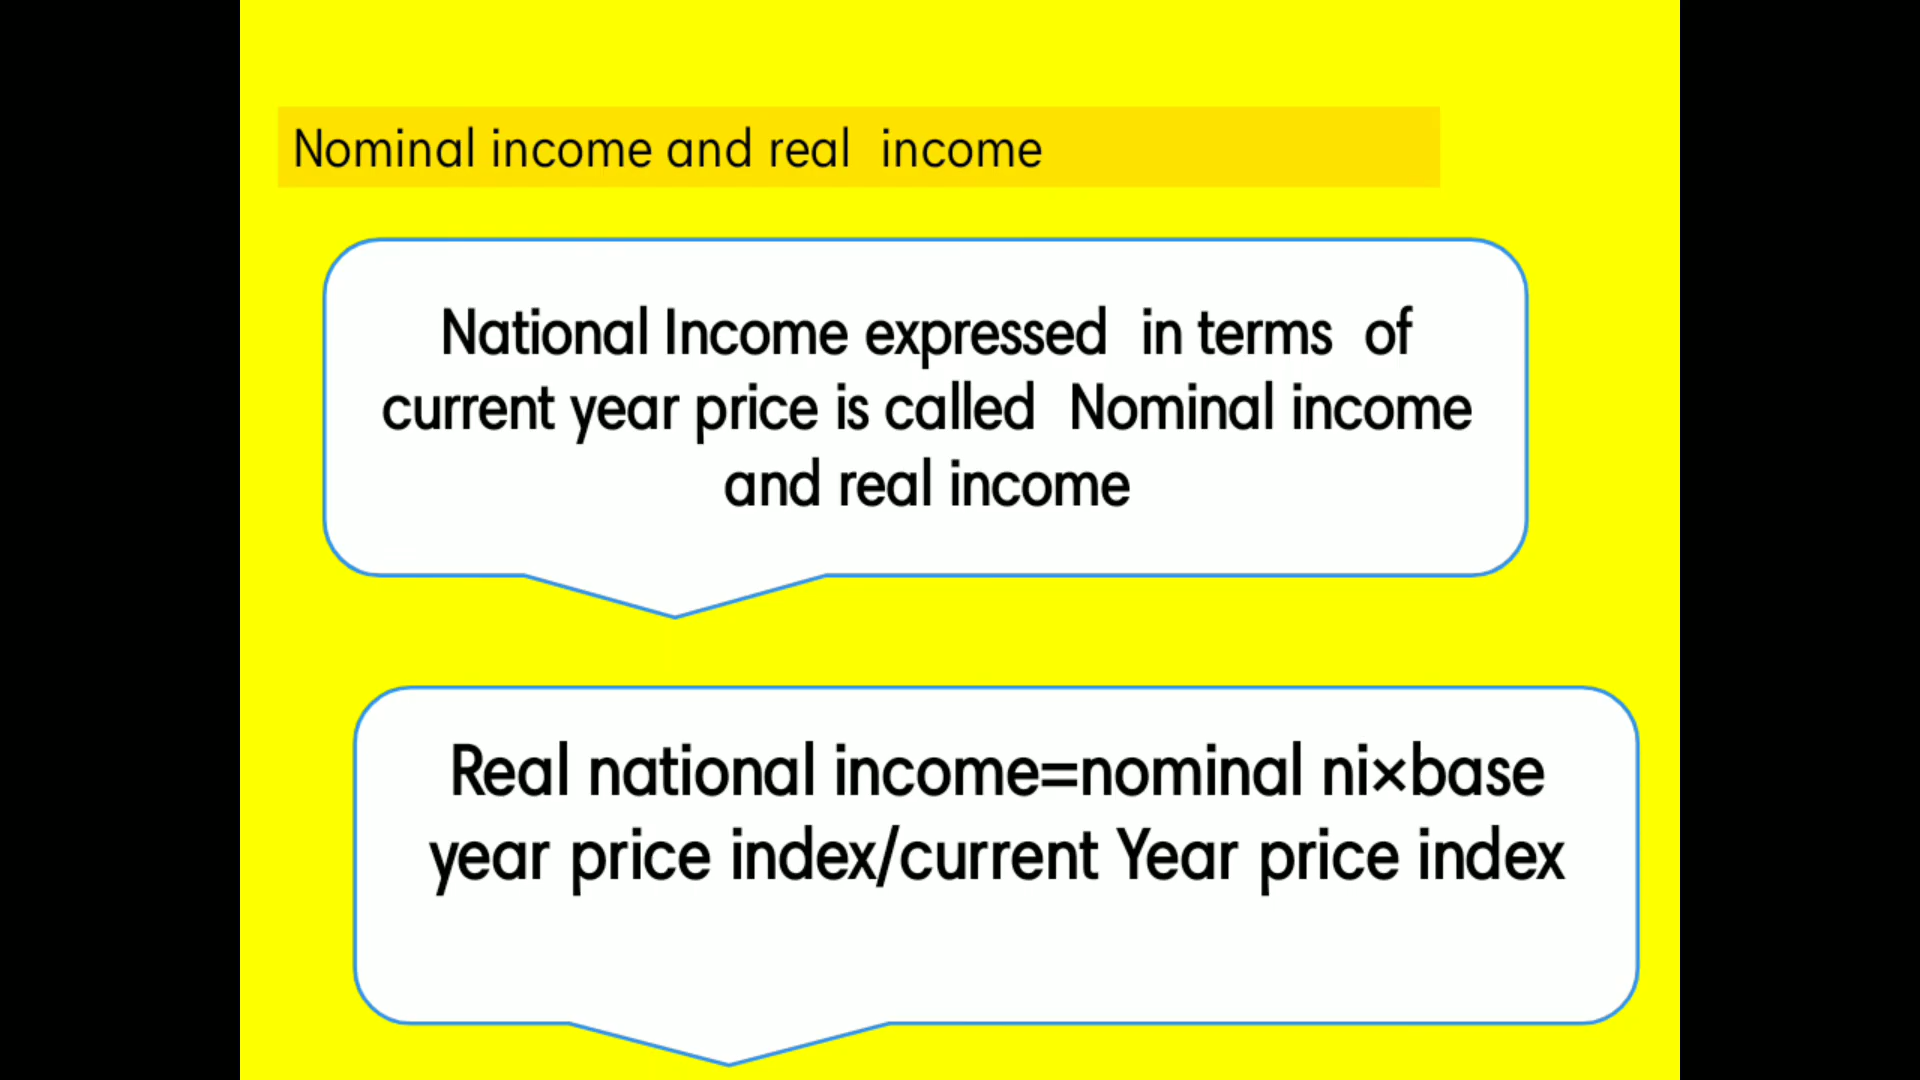 Nominal income and real income
National Income expressed in terms of
current year price is called Nominal income
and real income
Real national income=nominal ni×base
year price index/current Year price index